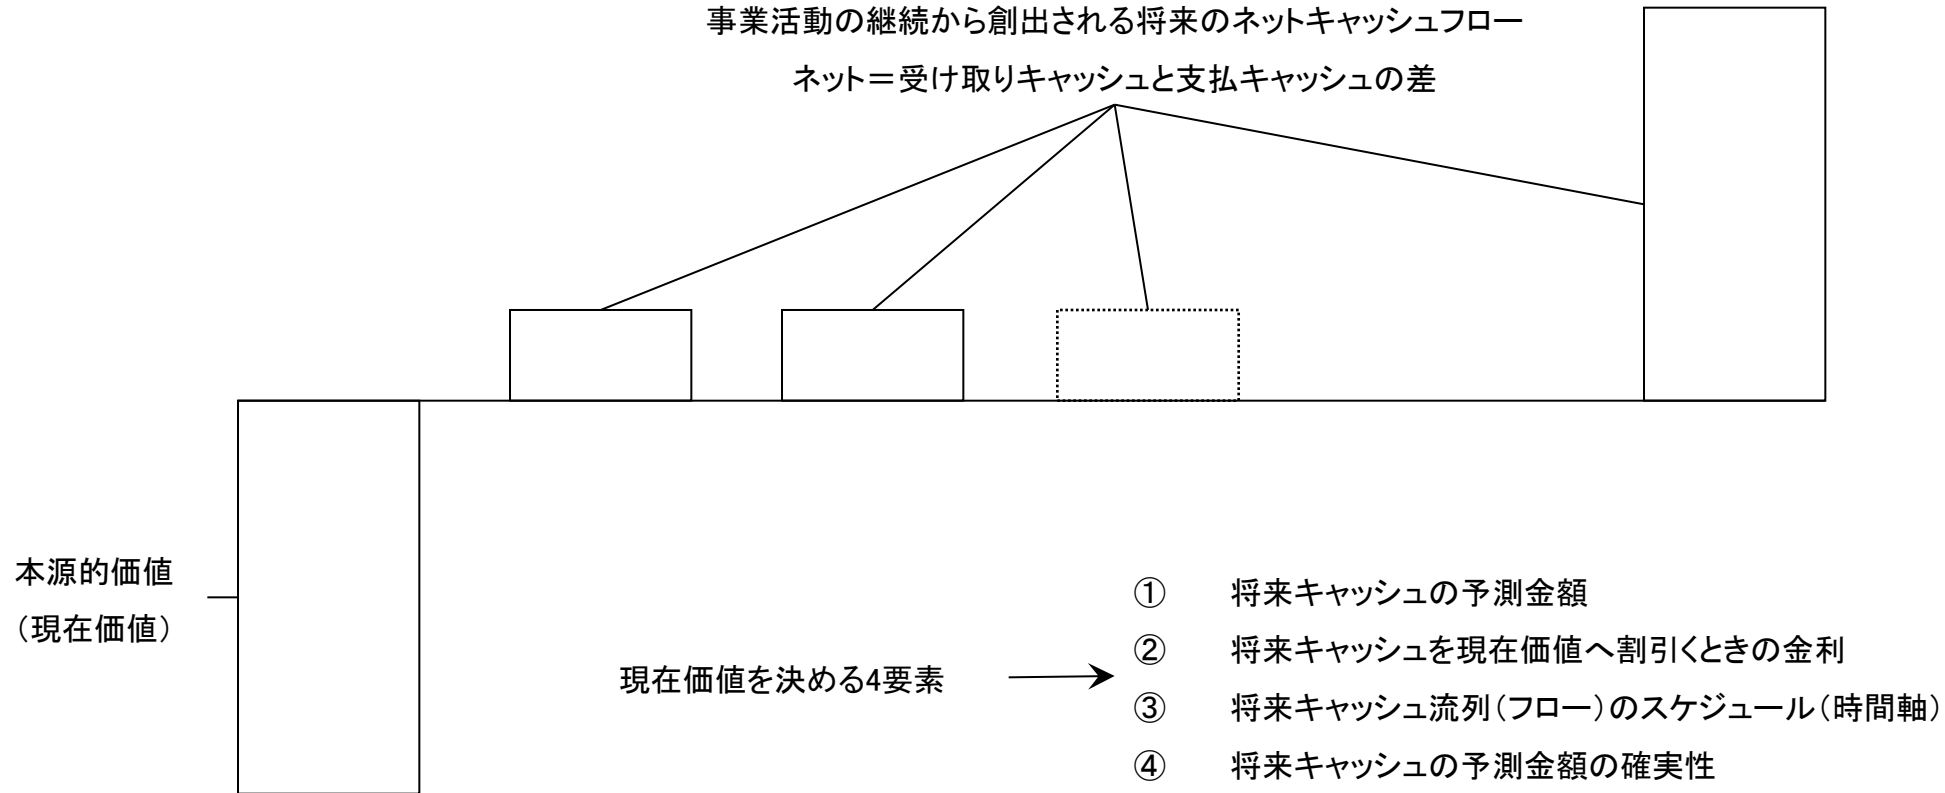 事業活動の継続から創出される将来のネットキャッシュフロー
ネット＝受け取りキャッシュと支払キャッシュの差
本源的価値
（現在価値）
現在価値を決める4要素
① 将来キャッシュの予測金額
② 将来キャッシュを現在価値へ割引くときの金利
③ 将来キャッシュ流列（フロー）のスケジュール（時間軸）
④ 将来キャッシュの予測金額の確実性